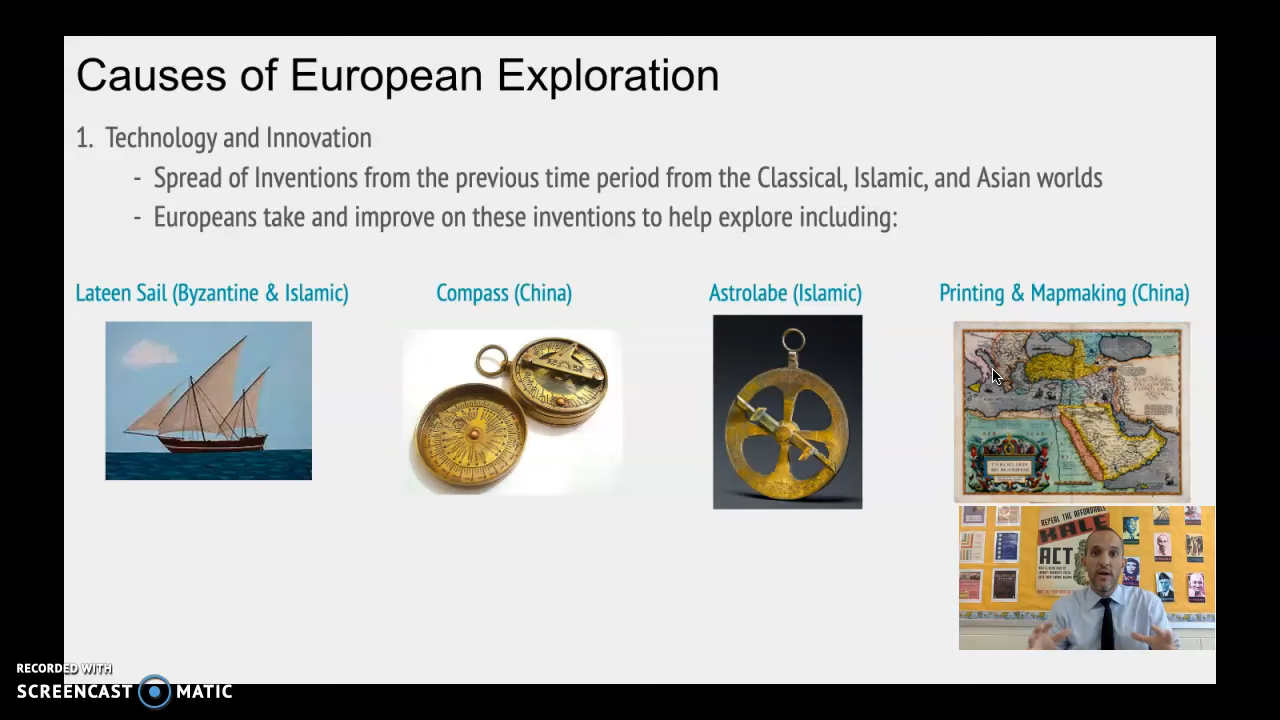 Causes of European Exploration
1. Technology and Innovation
- Spread of Inventions from the previous time period from the Classical, Islamic, and Asian worlds
- Europeans take and improve on these inventions to help explore including:
Lateen Sail (Byzantine & Islamic)
Compass (China)
Astrolabe (Islamic)
Printing & Mapmaking (China)
REPEAL THE AFFORDABLE
KALE
ACT
RECORDED WITH
SCREENCAST MATIC